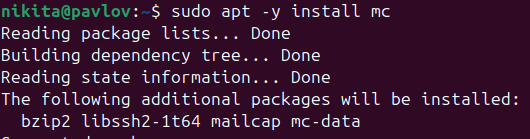 nikita@pavlov:~$ sudo apt -y install mc
Reading package lists... Done
Building dependency tree... Done
Reading state information... Done
The following additional packages will be installed:
  bzip2 libssh2-1t64 mailcap mc-data